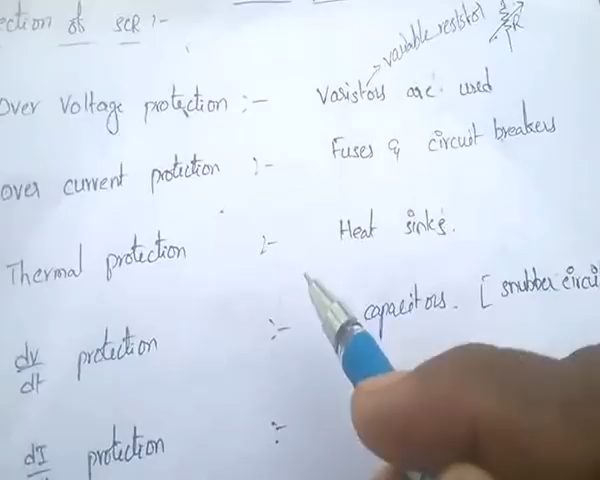 ection of SCR :-
variable resistor
R
Over Voltage protection :- Varistors are used
over current protection :- Fuses & circuit breakers
Thermal protection :- Heat sinks.
dv/dt protection :- capacitors. [ snubber circui
dI protection :-